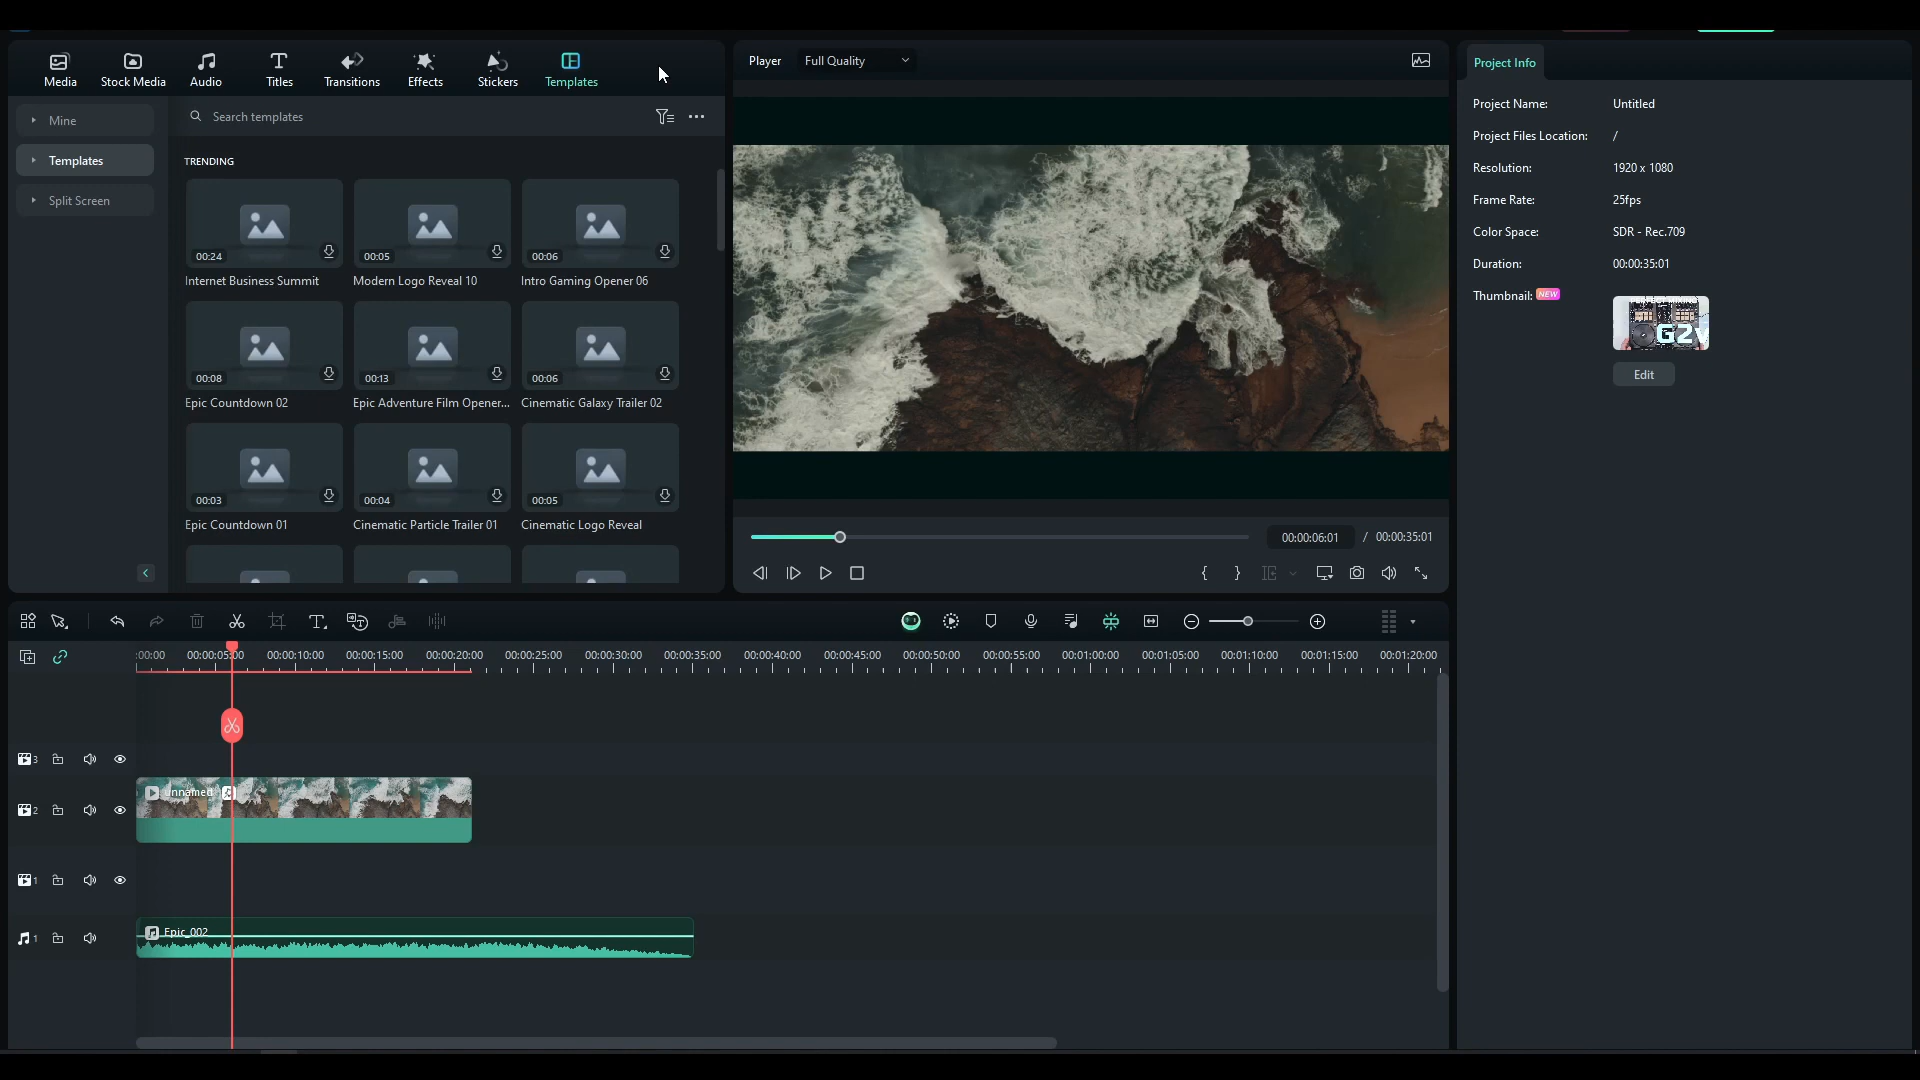 Media
Stock Media
Audio
Titles
Transitions
Effects
Stickers
Templates
Mine
Templates
Split Screen
Search templates
TRENDING
00:24
00:05
00:06
Internet Business Summit
Modern Logo Reveal 10
Intro Gaming Opener 06
00:08
00:13
00:06
Epic Countdown 02
Epic Adventure Film Opener...
Cinematic Galaxy Trailer 02
00:03
00:04
00:05
Epic Countdown 01
Cinematic Particle Trailer 01
Cinematic Logo Reveal
Player
Full Quality
00:00:06:01 / 00:00:35:01
Project Info
Project Name: Untitled
Project Files Location: /
Resolution: 1920 x 1080
Frame Rate: 25fps
Color Space: SDR - Rec.709
Duration: 00:00:35:01
Thumbnail: NEW
G2V
Edit
:00:00 00:00:05:00 00:00:10:00 00:00:15:00 00:00:20:00 00:00:25:00 00:00:30:00 00:00:35:00 00:00:40:00 00:00:45:00 00:00:50:00 00:00:55:00 00:01:00:00 00:01:05:00 00:01:10:00 00:01:15:00 00:01:20:00
3
unnamed
2
1
Epic_002
1